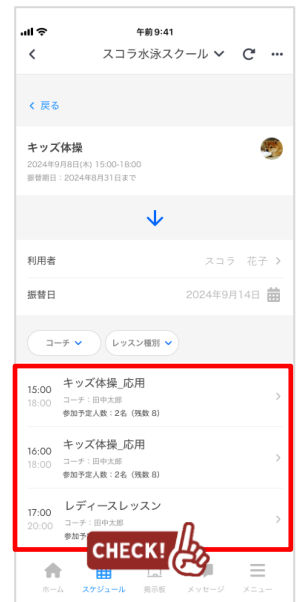 午前9:41
スコラ水泳スクール
戻る
キッズ体操
2024年9月8日(木) 15:00-18:00
振替期日：2024年8月31日まで
利用者 スコラ 花子
振替日 2024年9月14日
コーチ レッスン種別
15:00 キッズ体操_応用
18:00 コーチ：田中太郎
参加予定人数：2名（残数 8）
16:00 キッズ体操_応用
18:00 コーチ：田中太郎
参加予定人数：2名（残数 8）
17:00 レディースレッスン
20:00 コーチ：田中太郎
参加予
CHECK!
ホーム スケジュール 掲示板 メッセージ メニュー